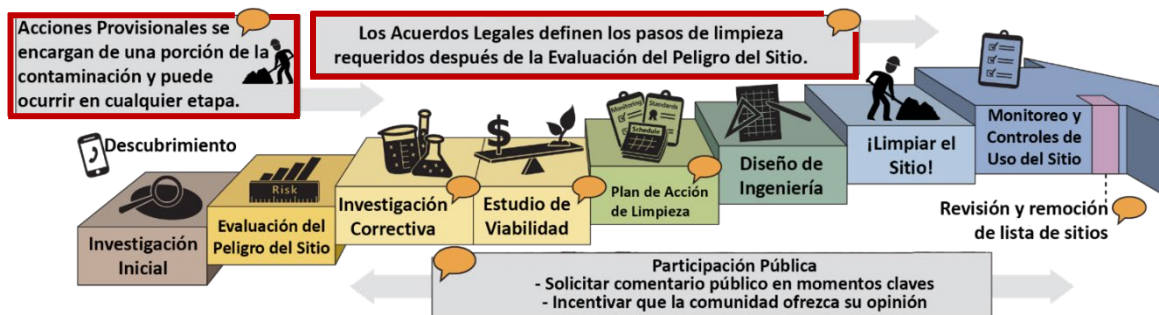 Acciones Provisionales se
encargan de una porción de la
contaminación y puede
ocurrir en cualquier etapa.
Los Acuerdos Legales definen los pasos de limpieza
requeridos después de la Evaluación del Peligro del Sitio.
Descubrimiento
Investigación
Inicial
Risk
Evaluación del
Peligro del Sitio
Investigación
Correctiva
$
Estudio de
Viabilidad
Monitoring
Standards
Schedule
Plan de Acción
de Limpieza
Diseño de
Ingeniería
¡Limpiar el
Sitio!
Monitoreo y
Controles de
Uso del Sitio
Revisión y remoción
de lista de sitios
Participación Pública
- Solicitar comentario público en momentos claves
- Incentivar que la comunidad ofrezca su opinión